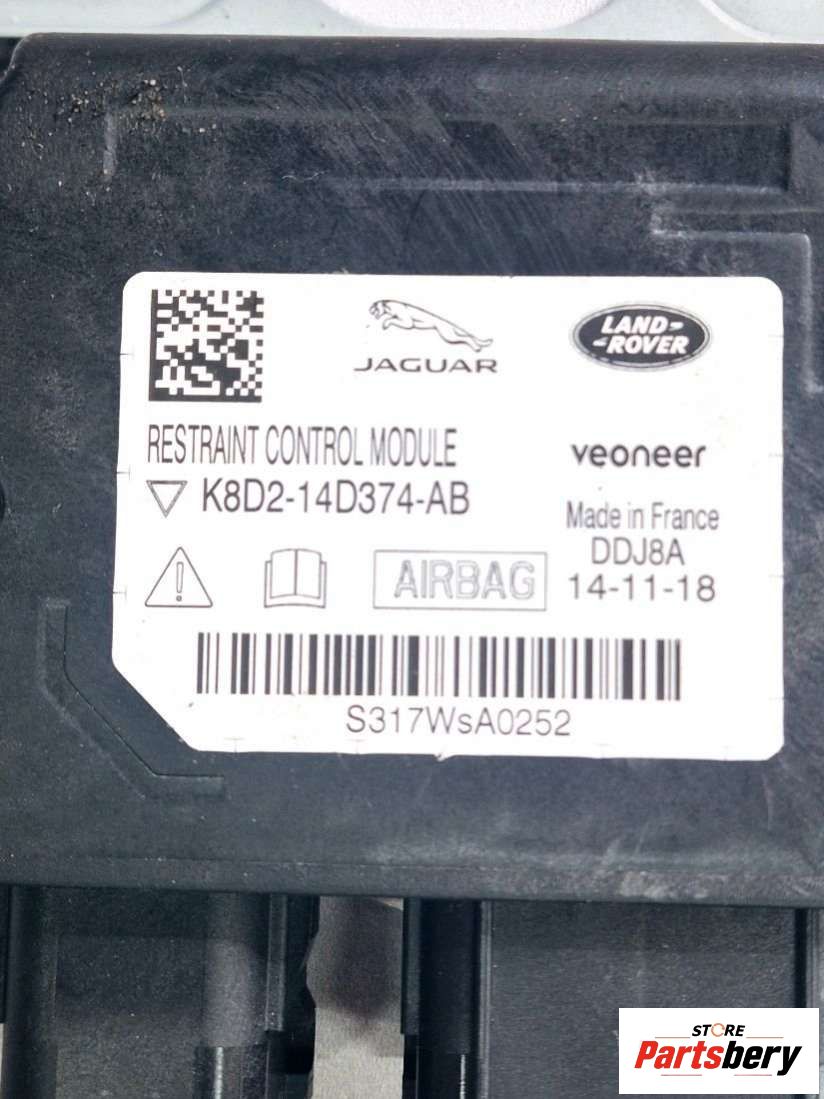 JAGUAR
LAND-
-ROVER
RESTRAINT CONTROL MODULE
veoneer
K8D2-14D374-AB
Made in France
DDJ8A
AIRBAG
14-11-18
S317WsA0252
STORE
Partsbery